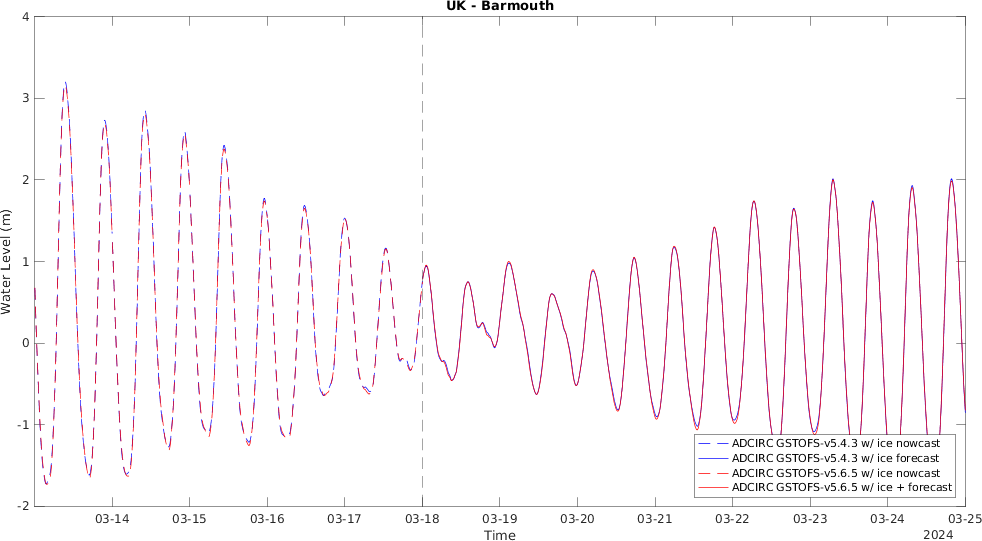 UK - Barmouth
4
3
2
1
0
-1
-2
Water Level (m)
ADCIRC GSTOFS-v5.4.3 w/ ice nowcast
ADCIRC GSTOFS-v5.4.3 w/ ice forecast
ADCIRC GSTOFS-v5.6.5 w/ ice nowcast
ADCIRC GSTOFS-v5.6.5 w/ ice + forecast
03-14 03-15 03-16 03-17 03-18 03-19 03-20 03-21 03-22 03-23 03-24 03-25
Time
2024